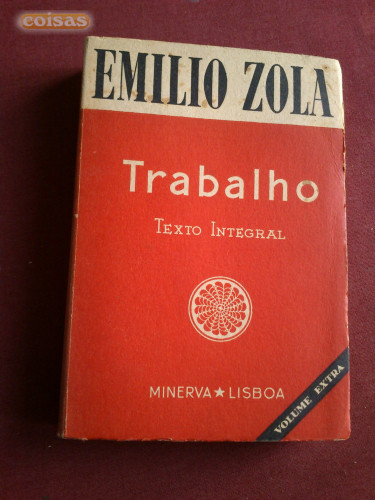 coisas
EMILIO ZOLA
Trabalho
TEXTO INTEGRAL
MINERVA ★ LISBOA
VOLUME EXTRA